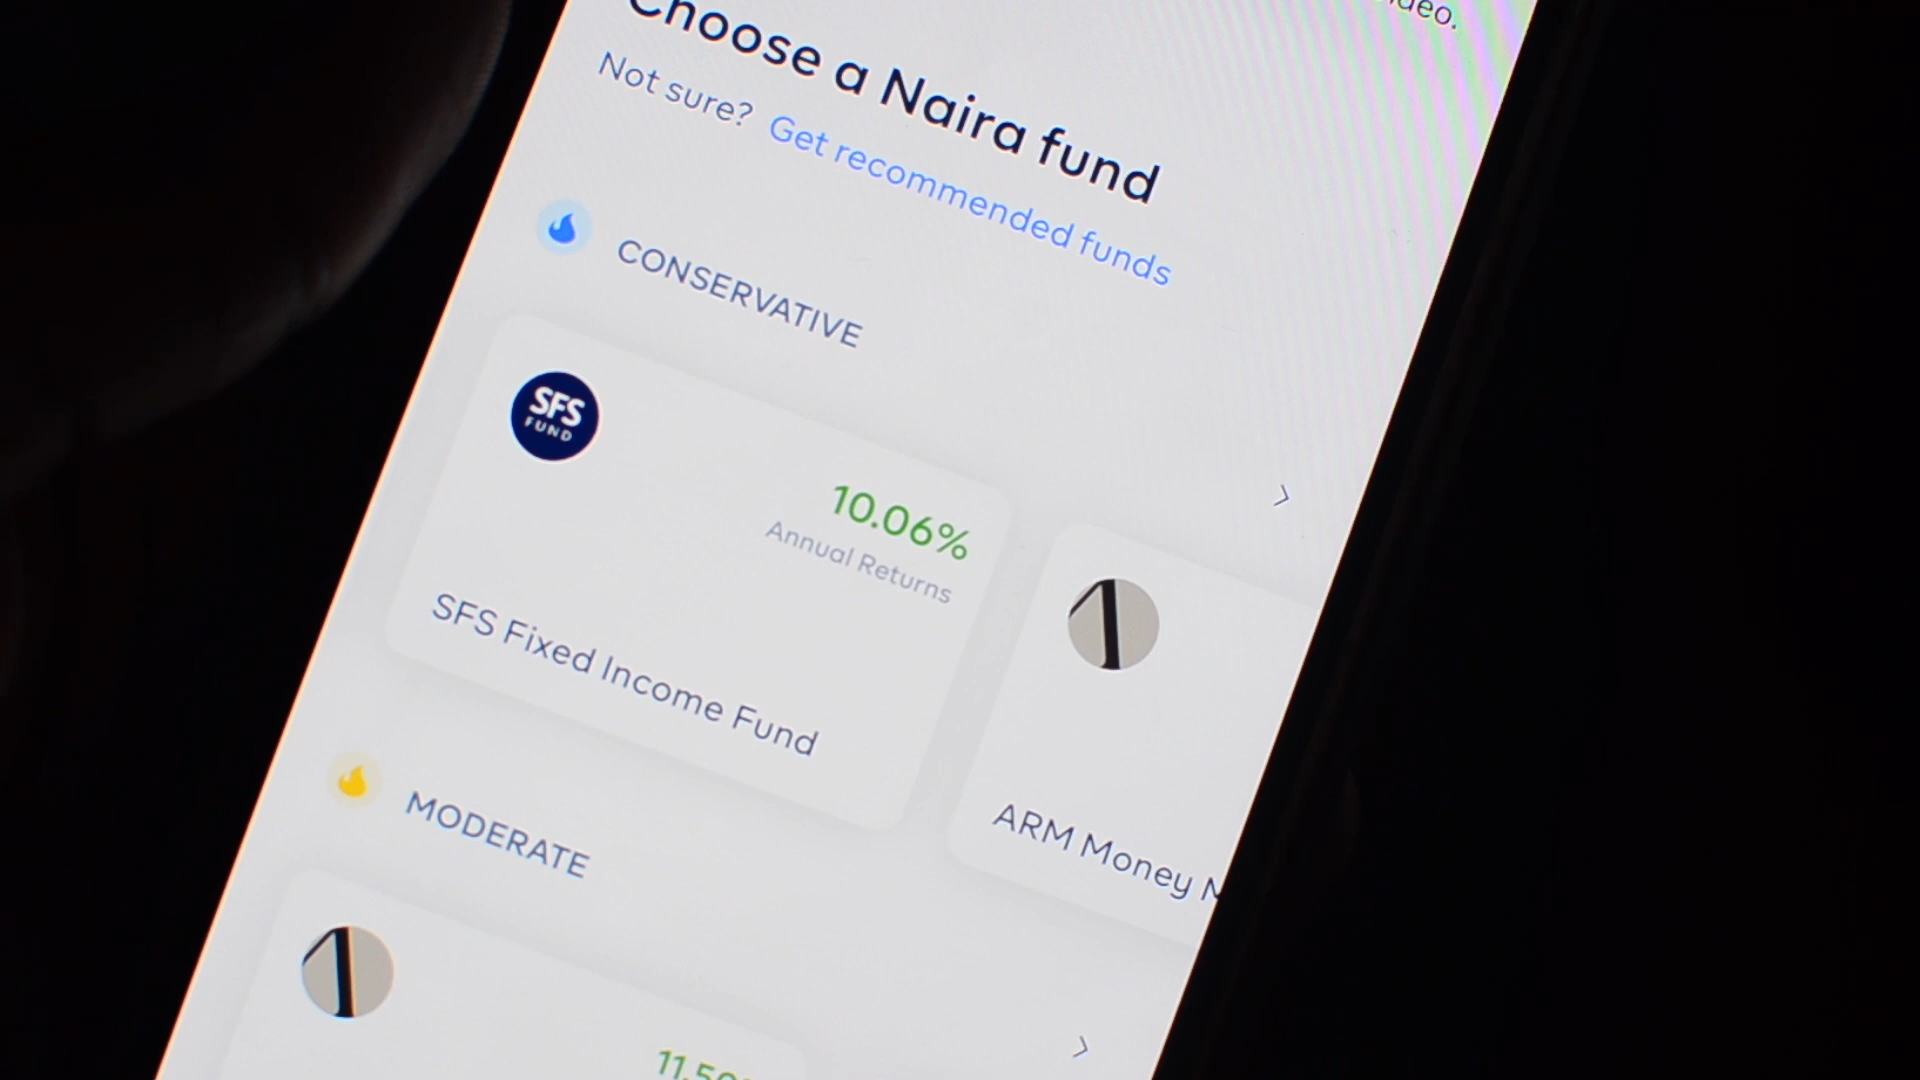 Choose a Naira fund
Not sure? Get recommended funds
CONSERVATIVE
SFS
FUND
10.06%
Annual Returns
SFS Fixed Income Fund
ARM Money
MODERATE